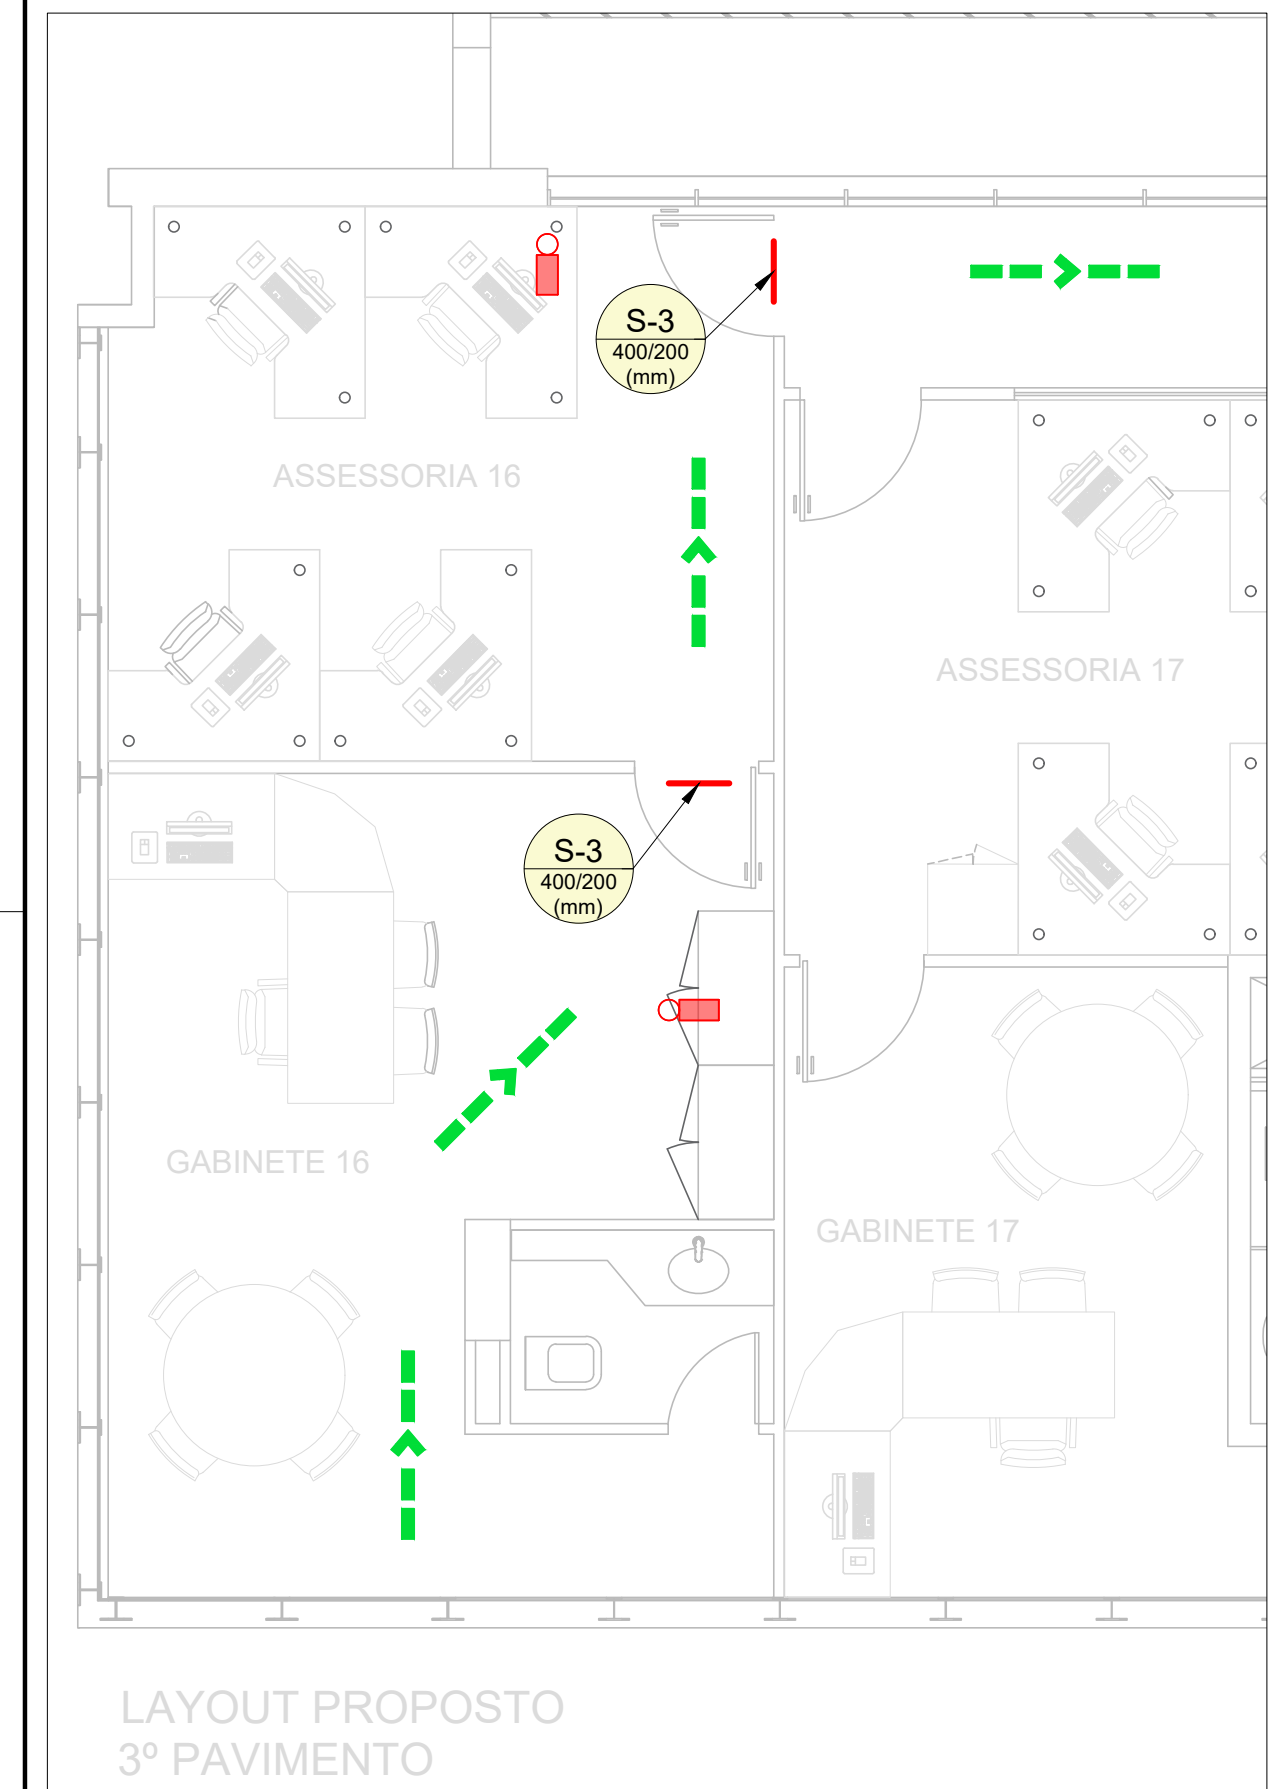 S-3
400/200
(mm)
ASSESSORIA 16
ASSESSORIA 17
S-3
400/200
(mm)
GABINETE 16
GABINETE 17
LAYOUT PROPOSTO
3º PAVIMENTO